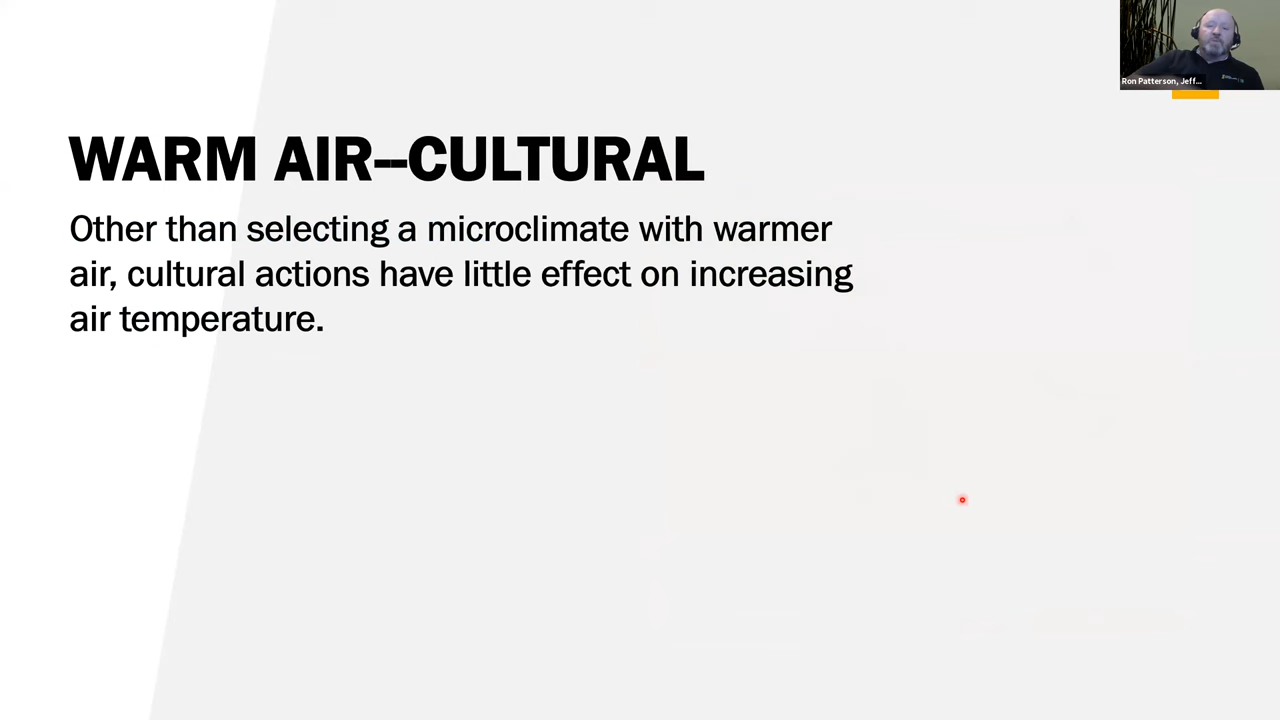 Ron Patterson, Jeff...
WARM AIR--CULTURAL
Other than selecting a microclimate with warmer
air, cultural actions have little effect on increasing
air temperature.